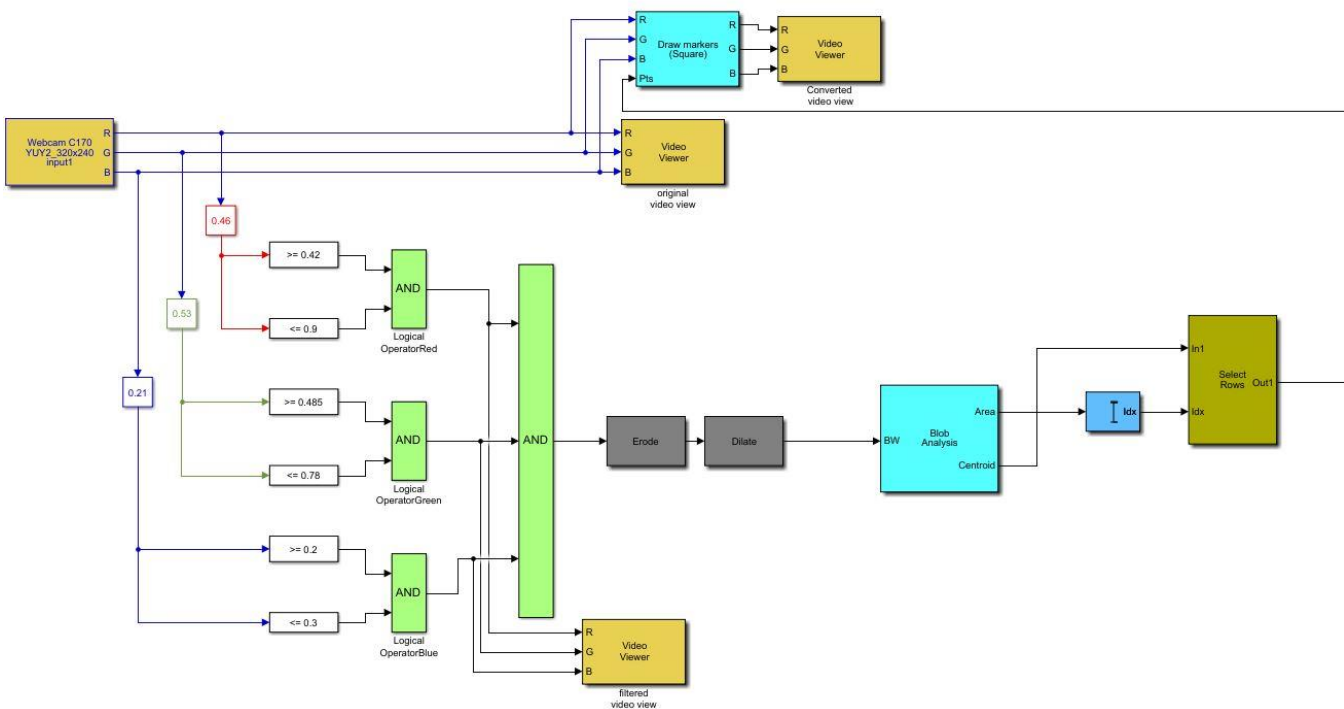 R
G
B
Pts
Draw markers
(Square)
R
G
B
R
G
B
Video
Viewer
Converted
video view
Webcam C170
YUY2_320x240
input1
R
G
B
R
G
B
Video
Viewer
original
video view
0.46
0.53
0.21
>= 0.42
<= 0.9
AND
Logical
OperatorRed
>= 0.485
<= 0.78
AND
Logical
OperatorGreen
>= 0.2
<= 0.3
AND
Logical
OperatorBlue
AND
Erode
Dilate
BW
Blob
Analysis
Area
Centroid
Idx
In1
Idx
Select
Rows
Out1
R
G
B
Video
Viewer
filtered
video view